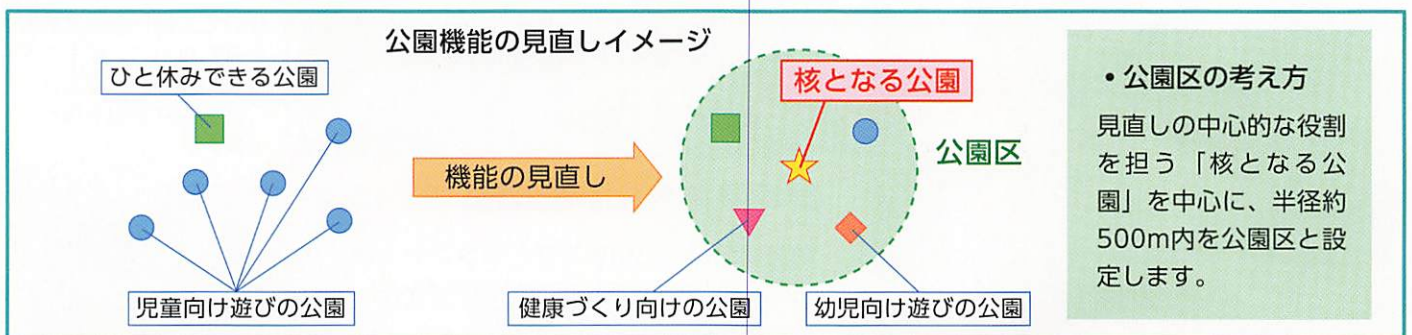 公園機能の見直しイメージ
ひと休みできる公園
児童向け遊びの公園
機能の見直し
核となる公園
公園区
健康づくり向けの公園
幼児向け遊びの公園
・公園区の考え方
見直しの中心的な役割
を担う「核となる公
園」を中心に、半径約
500m内を公園区と設
定します。